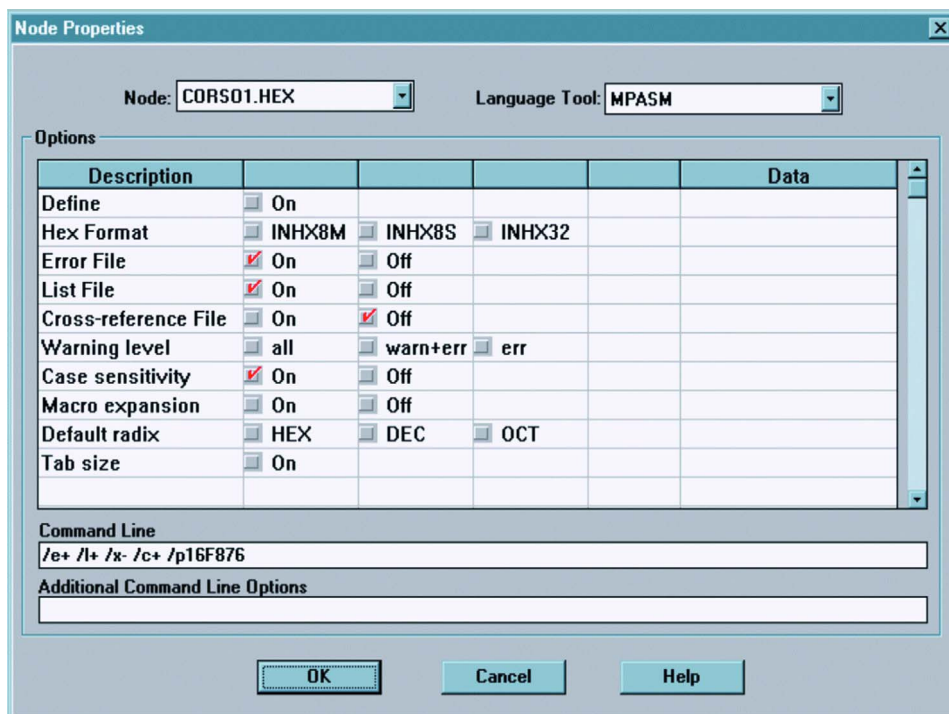 Node Properties
Node: CORSO1.HEX Language Tool: MPASM
Options
Description Data
Define On
Hex Format INHX8M INHX8S INHX32
Error File On Off
List File On Off
Cross-reference File On Off
Warning level all warn+err err
Case sensitivity On Off
Macro expansion On Off
Default radix HEX DEC OCT
Tab size On
Command Line
/e+ /l+ /x- /c+ /p16F876
Additional Command Line Options
OK Cancel Help